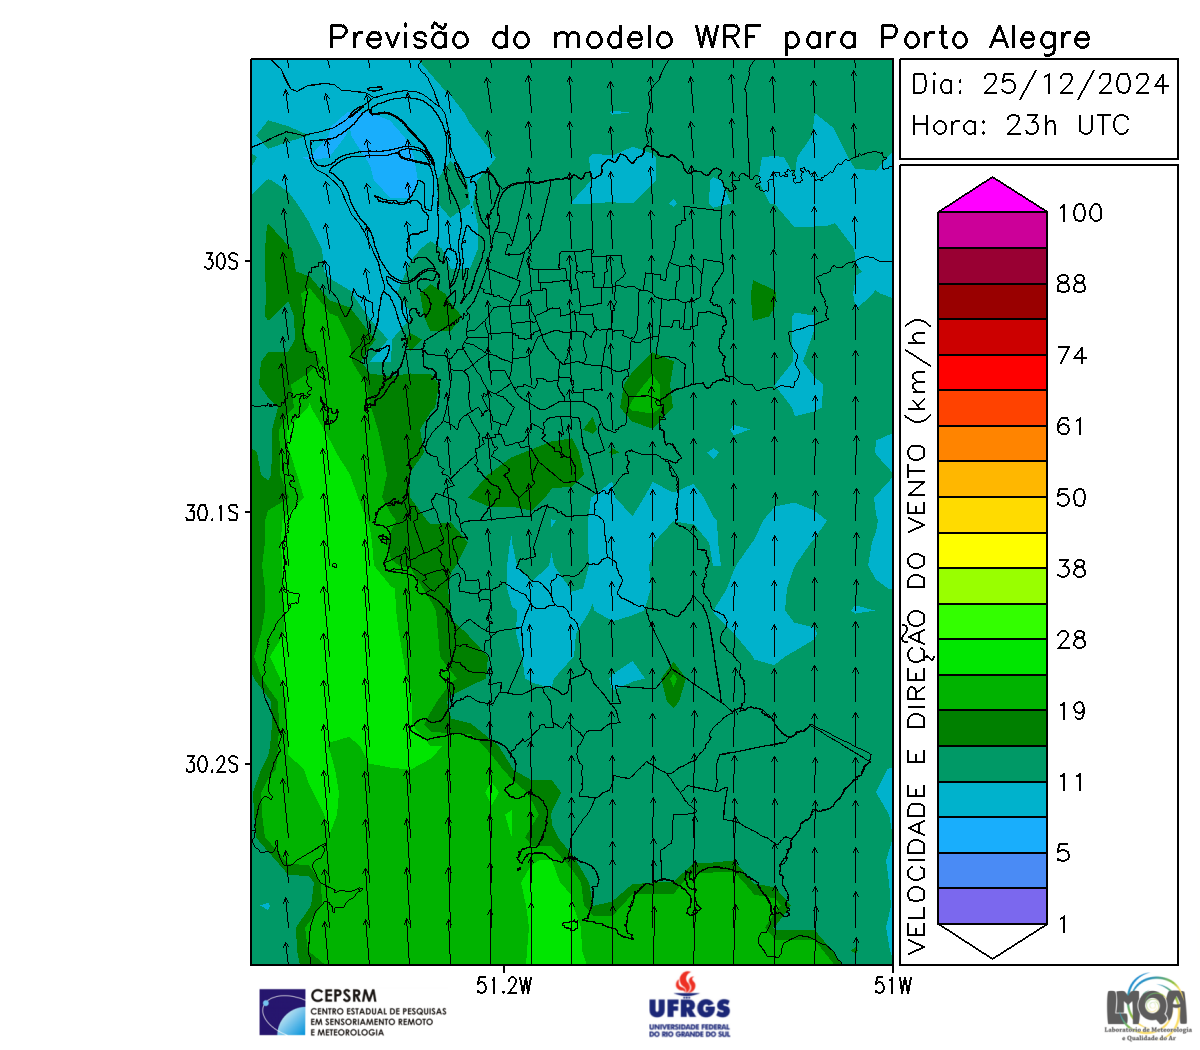 Previsão do modelo WRF para Porto Alegre
Dia: 25/12/2024
Hora: 23h UTC
VELOCIDADE E DIREÇÃO DO VENTO (km/h)
100
88
74
61
50
38
28
19
11
5
1
30S
30.1S
30.2S
51.2W
51W
CEPSRM
CENTRO ESTADUAL DE PESQUISAS
EM SENSORIAMENTO REMOTO
E METEOROLOGIA
UFRGS
UNIVERSIDADE FEDERAL
DO RIO GRANDE DO SUL
LMQA
Laboratório de Meteorologia
e Qualidade do Ar